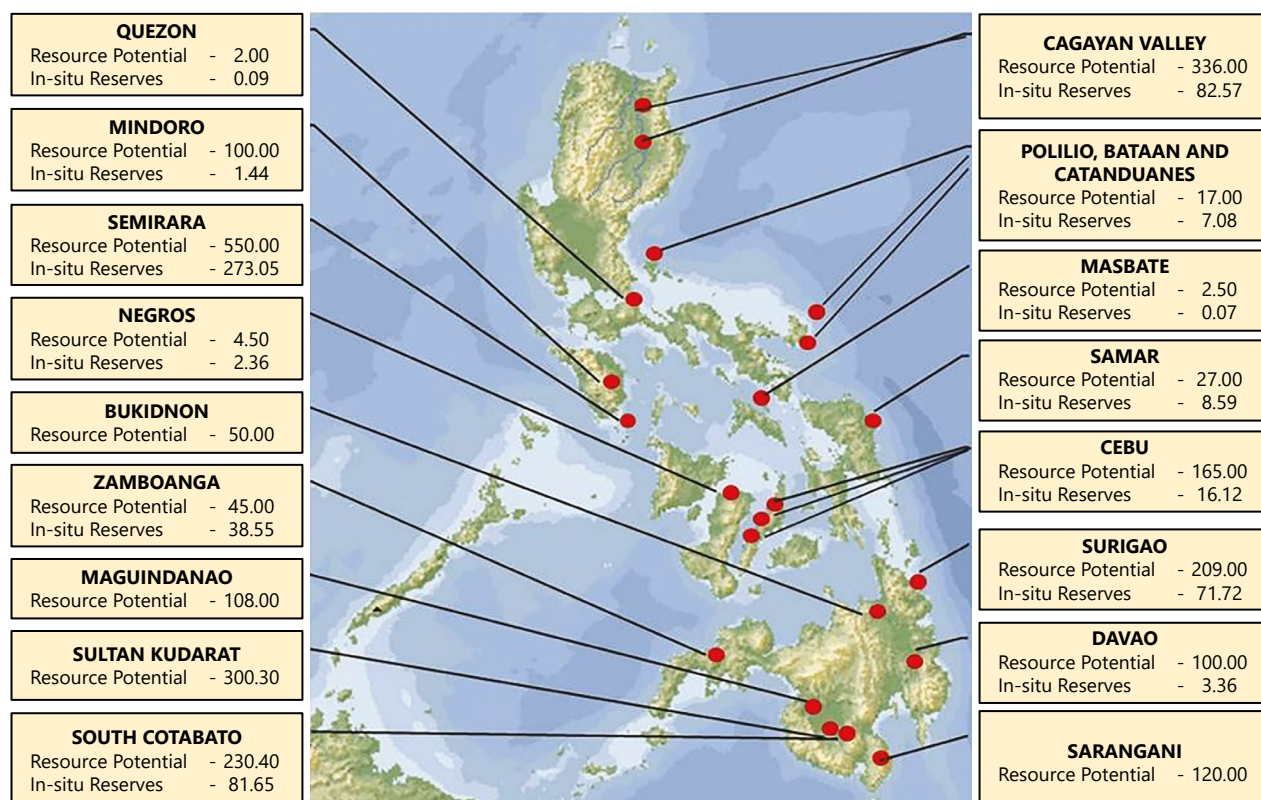 QUEZON
Resource Potential - 2.00
In-situ Reserves - 0.09
MINDORO
Resource Potential - 100.00
In-situ Reserves - 1.44
SEMIRARA
Resource Potential - 550.00
In-situ Reserves - 273.05
NEGROS
Resource Potential - 4.50
In-situ Reserves - 2.36
BUKIDNON
Resource Potential - 50.00
ZAMBOANGA
Resource Potential - 45.00
In-situ Reserves - 38.55
MAGUINDANAO
Resource Potential - 108.00
SULTAN KUDARAT
Resource Potential - 300.30
SOUTH COTABATO
Resource Potential - 230.40
In-situ Reserves - 81.65
CAGAYAN VALLEY
Resource Potential - 336.00
In-situ Reserves - 82.57
POLILIO, BATAAN AND
CATANDUANES
Resource Potential - 17.00
In-situ Reserves - 7.08
MASBATE
Resource Potential - 2.50
In-situ Reserves - 0.07
SAMAR
Resource Potential - 27.00
In-situ Reserves - 8.59
CEBU
Resource Potential - 165.00
In-situ Reserves - 16.12
SURIGAO
Resource Potential - 209.00
In-situ Reserves - 71.72
DAVAO
Resource Potential - 100.00
In-situ Reserves - 3.36
SARANGANI
Resource Potential - 120.00